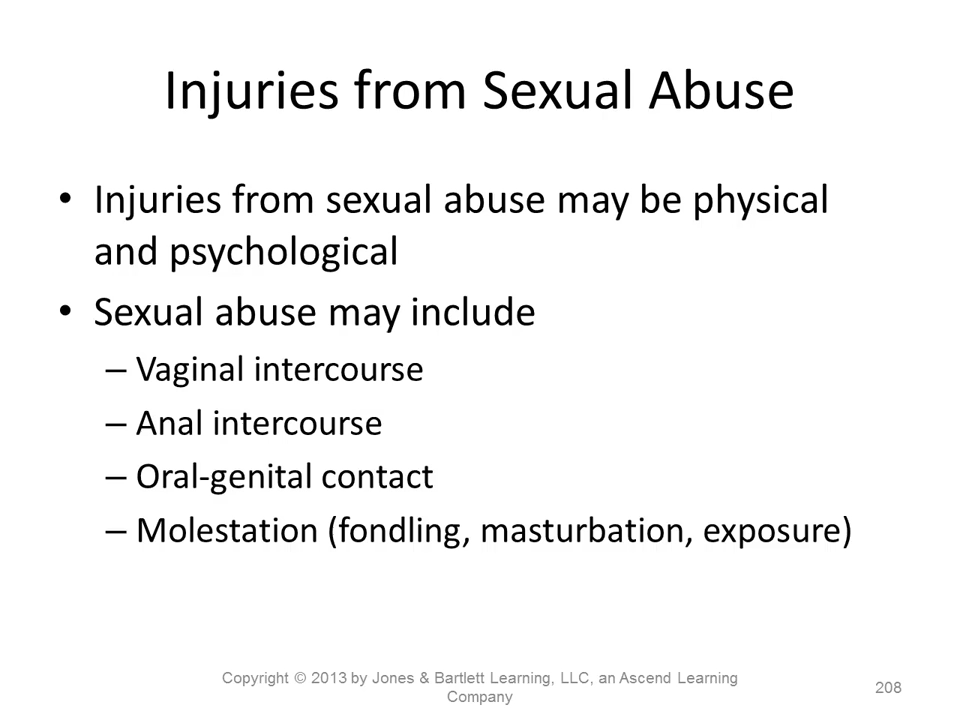 Injuries from Sexual Abuse
• Injuries from sexual abuse may be physical
and psychological
• Sexual abuse may include
– Vaginal intercourse
– Anal intercourse
– Oral-genital contact
– Molestation (fondling, masturbation, exposure)
Copyright © 2013 by Jones & Bartlett Learning, LLC, an Ascend Learning
Company
208